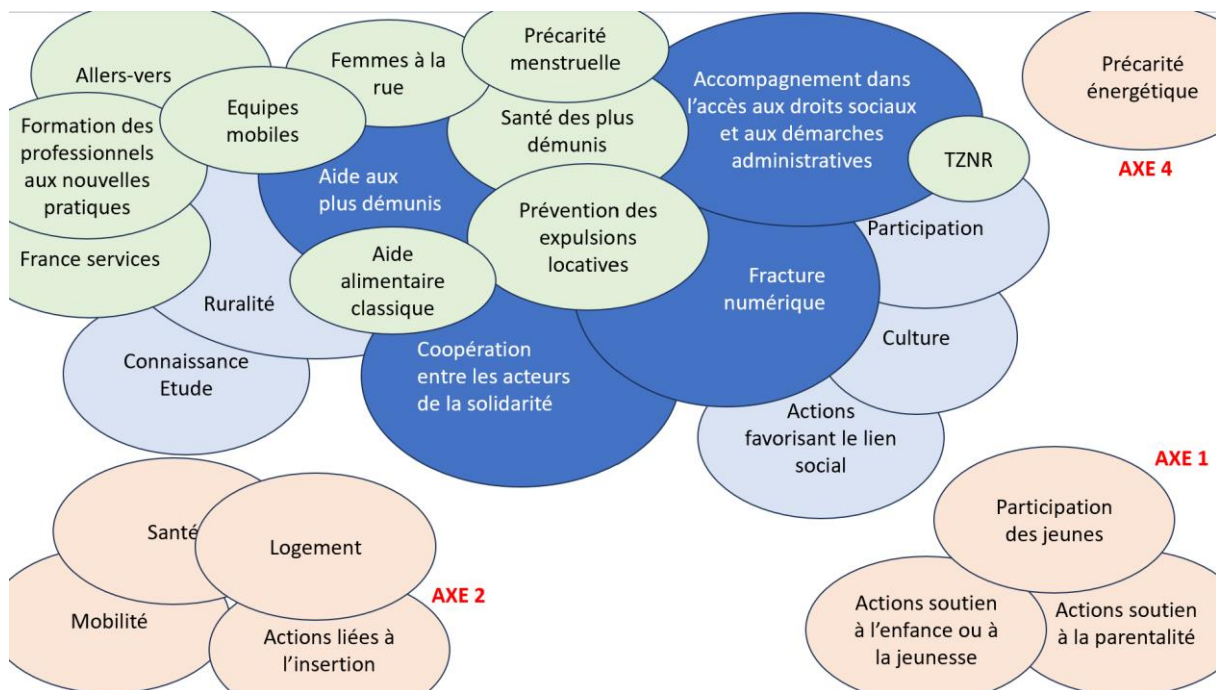 Allers-vers
Equipes
mobiles
Femmes à la
rue
Précarité
menstruelle
Santé des plus
démunis
Accompagnement dans
l'accès aux droits sociaux
et aux démarches
administratives
TZNR
Précarité
énergétique
AXE 4
Formation des
professionnels
aux nouvelles
pratiques
France services
Ruralité
Connaissance
Etude
Aide aux
plus démunis
Aide
alimentaire
classique
Prévention des
expulsions
locatives
Fracture
numérique
Participation
Culture
Coopération
entre les acteurs
de la solidarité
Actions
favorisant le lien
social
Santé
Logement
Mobilité
Actions liées à
l'insertion
AXE 2
AXE 1
Participation
des jeunes
Actions soutien
à l'enfance ou à
la jeunesse
Actions soutien
à la parentalité